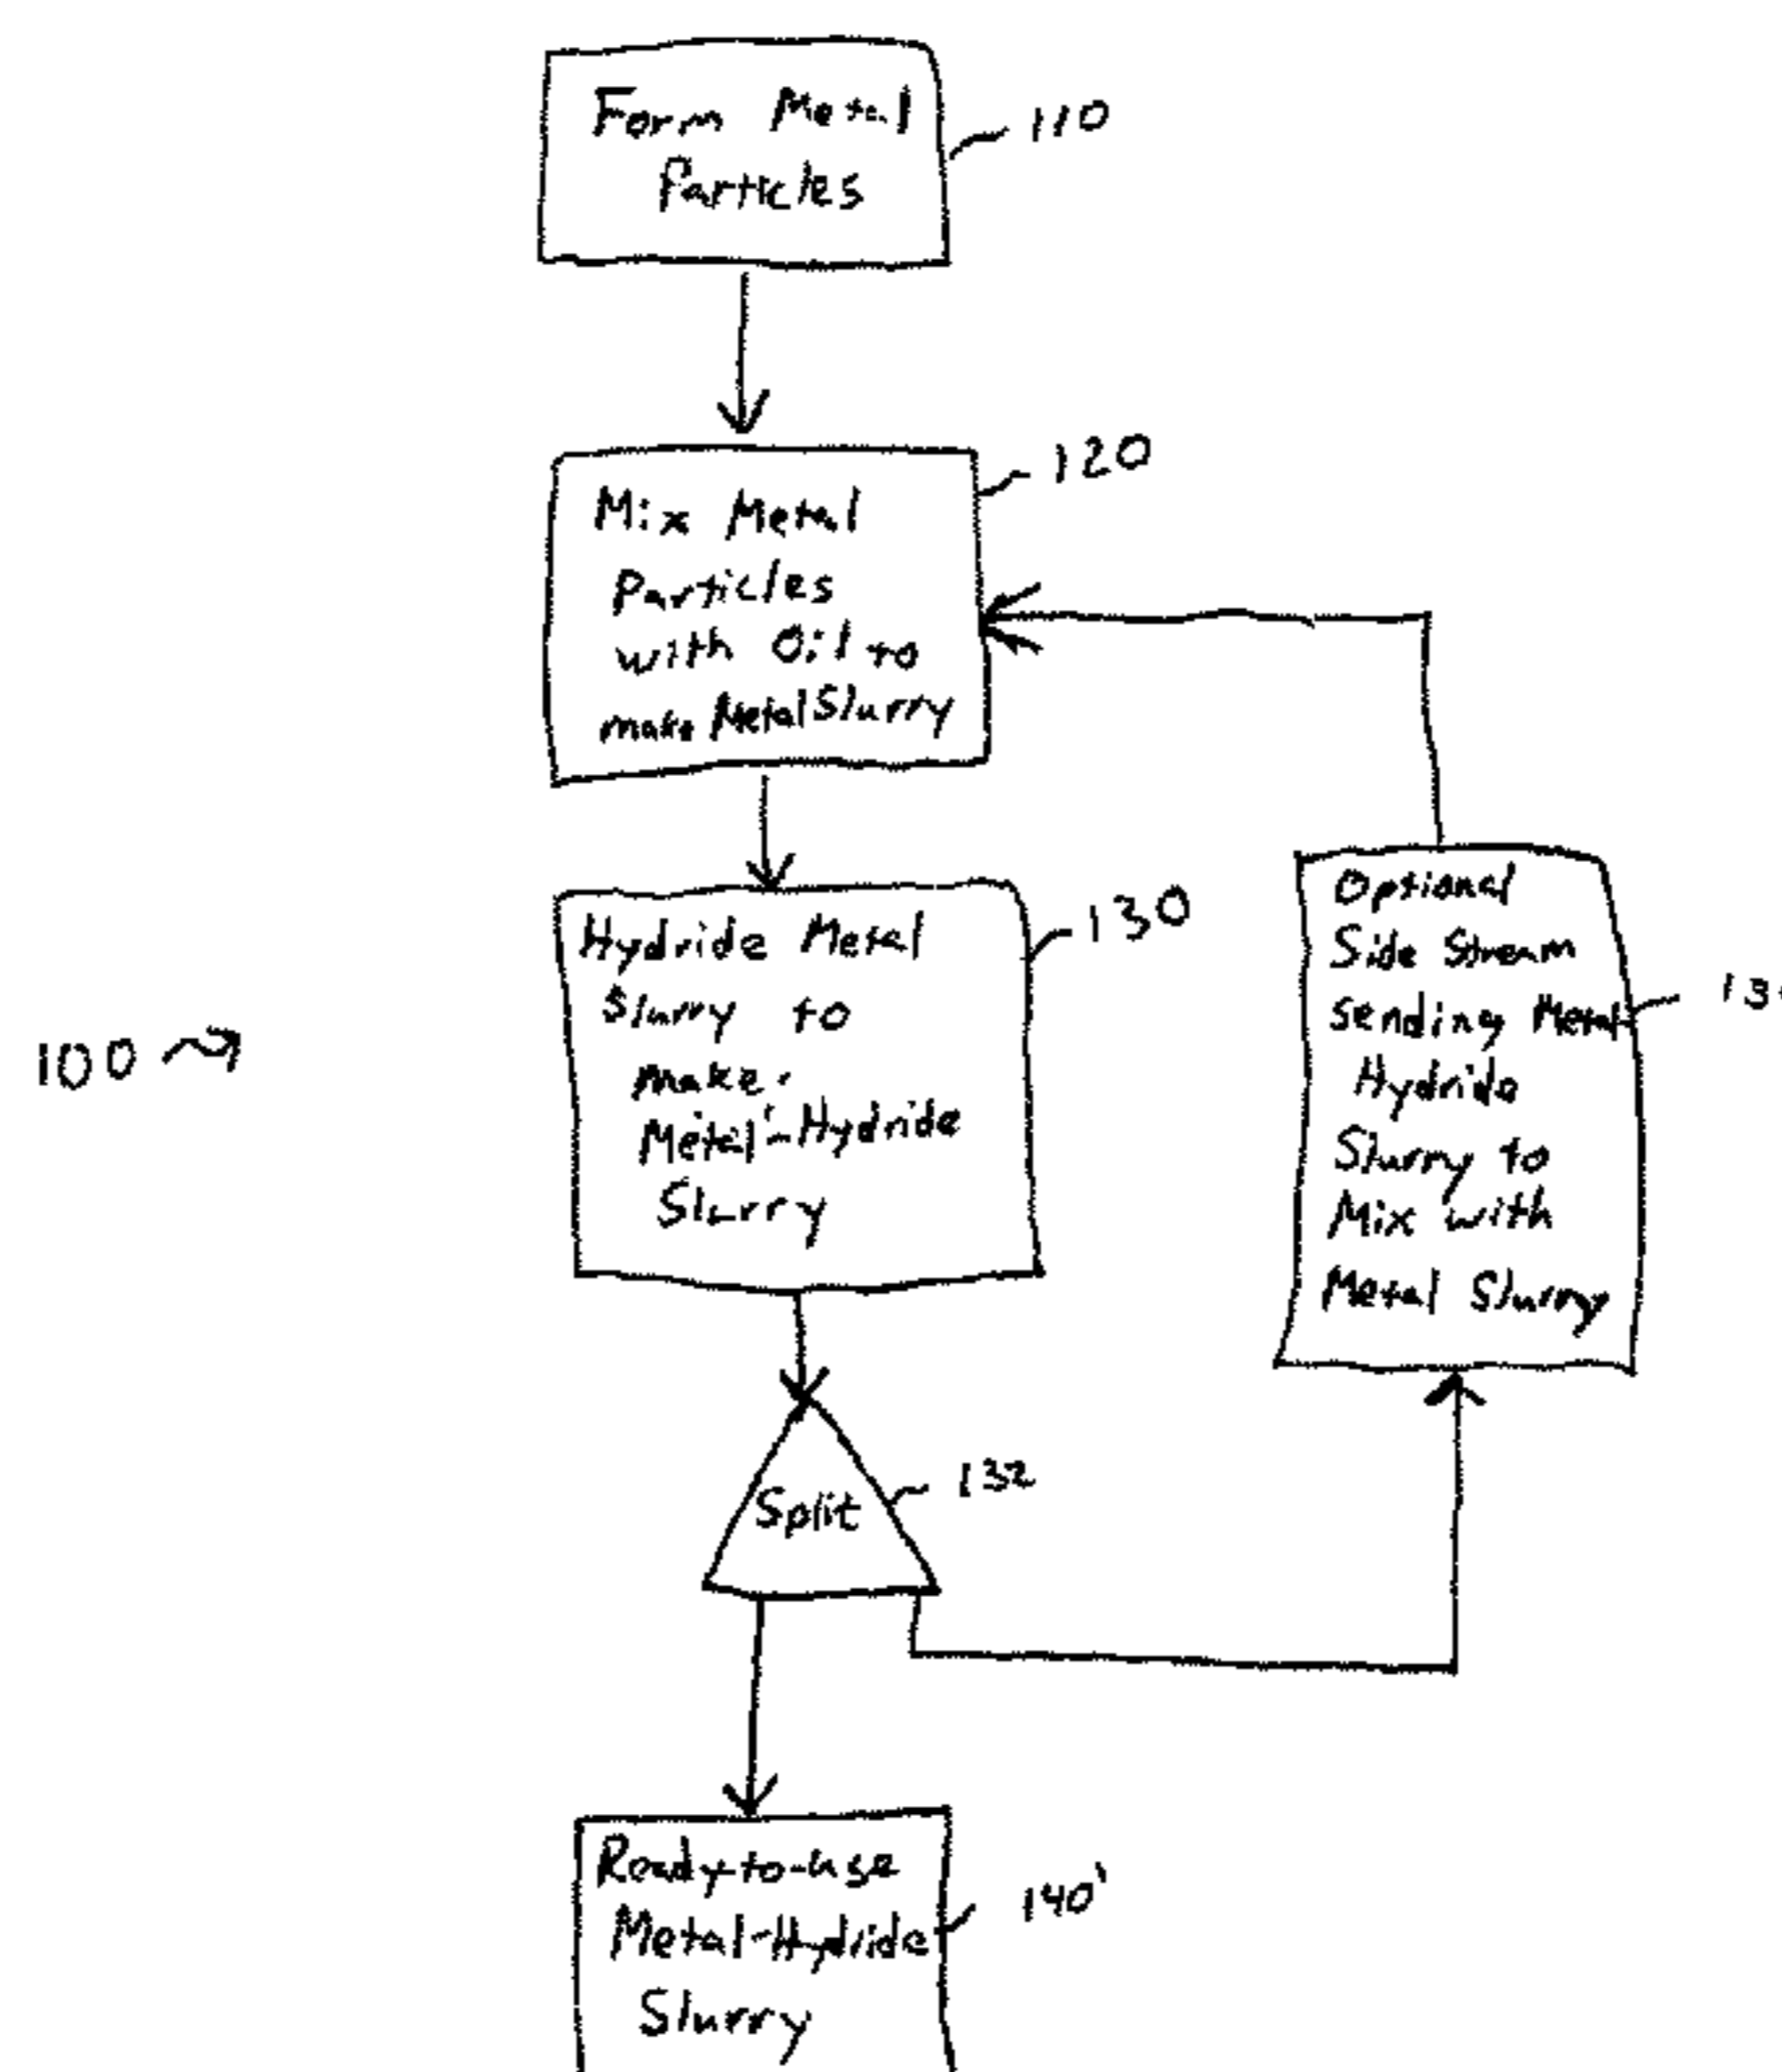 Form Metal
Particles
110
Mix Metal
Particles
with Oil to
make Metal Slurry
120
Hydride Metal
Slurry to
make
Metal-Hydride
Slurry
130
100
Optional
Side Stream
sending Metal
Hydride
Slurry to
Mix with
Metal Slurry
Split
132
Ready-to-use
Metal-Hydride
Slurry
140